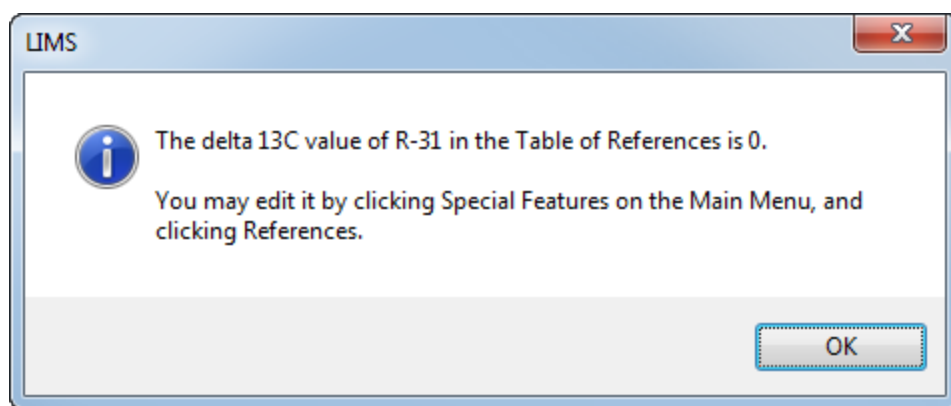 LIMS
The delta 13C value of R-31 in the Table of References is 0.
You may edit it by clicking Special Features on the Main Menu, and
clicking References.
OK